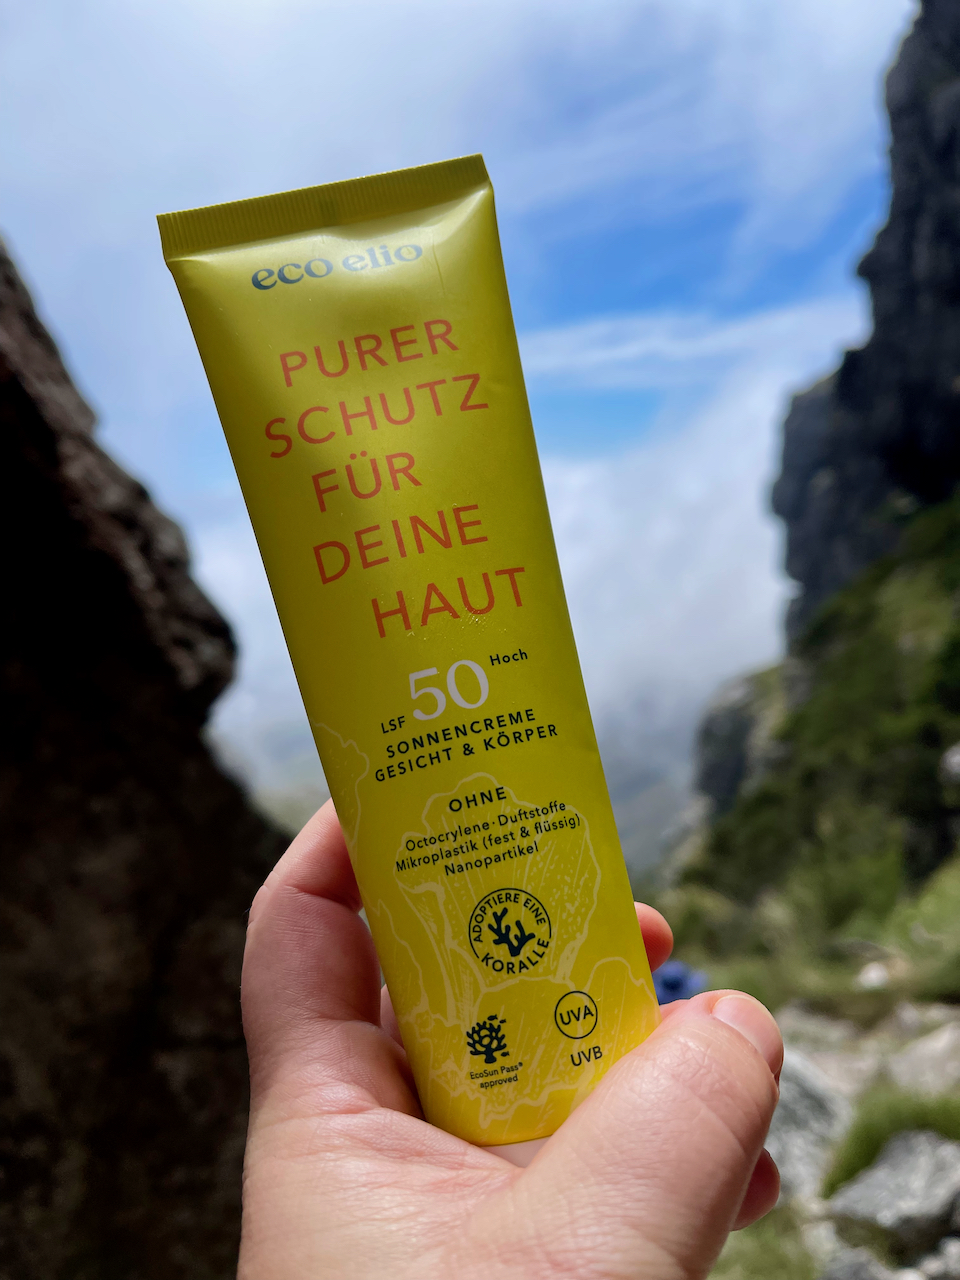 eco elio
PURER
SCHUTZ
FÜR
DEINE
HAUT
LSF 50 Hoch
SONNENCREME
GESICHT & KÖRPER
OHNE
Octocrylene · Duftstoffe
Mikroplastik (fest & flüssig)
Nanopartikel
ADOPTIERE EINE
KORALLE
UVA
UVB
EcoSun Pass®
approved